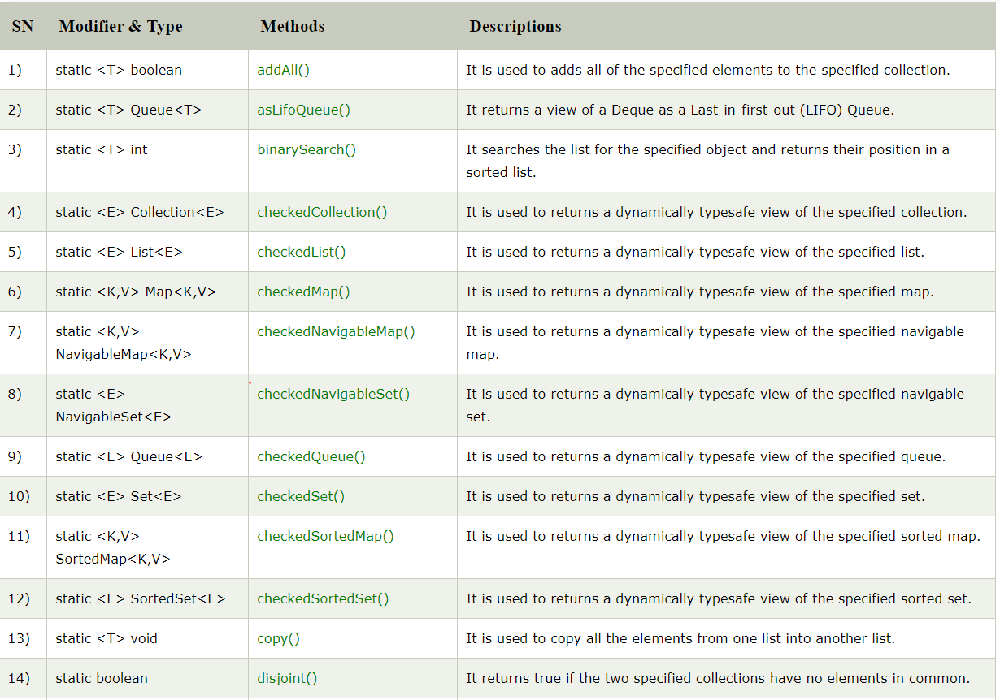 SN Modifier & Type Methods Descriptions
1) static <T> boolean addAll() It is used to adds all of the specified elements to the specified collection.
2) static <T> Queue<T> asLifoQueue() It returns a view of a Deque as a Last-in-first-out (LIFO) Queue.
3) static <T> int binarySearch() It searches the list for the specified object and returns their position in a
sorted list.
4) static <E> Collection<E> checkedCollection() It is used to returns a dynamically typesafe view of the specified collection.
5) static <E> List<E> checkedList() It is used to returns a dynamically typesafe view of the specified list.
6) static <K,V> Map<K,V> checkedMap() It is used to returns a dynamically typesafe view of the specified map.
7) static <K,V> checkedNavigableMap() It is used to returns a dynamically typesafe view of the specified navigable
NavigableMap<K,V> map.
8) static <E> checkedNavigableSet() It is used to returns a dynamically typesafe view of the specified navigable
NavigableSet<E> set.
9) static <E> Queue<E> checkedQueue() It is used to returns a dynamically typesafe view of the specified queue.
10) static <E> Set<E> checkedSet() It is used to returns a dynamically typesafe view of the specified set.
11) static <K,V> checkedSortedMap() It is used to returns a dynamically typesafe view of the specified sorted map.
SortedMap<K,V>
12) static <E> SortedSet<E> checkedSortedSet() It is used to returns a dynamically typesafe view of the specified sorted set.
13) static <T> void copy() It is used to copy all the elements from one list into another list.
14) static boolean disjoint() It returns true if the two specified collections have no elements in common.